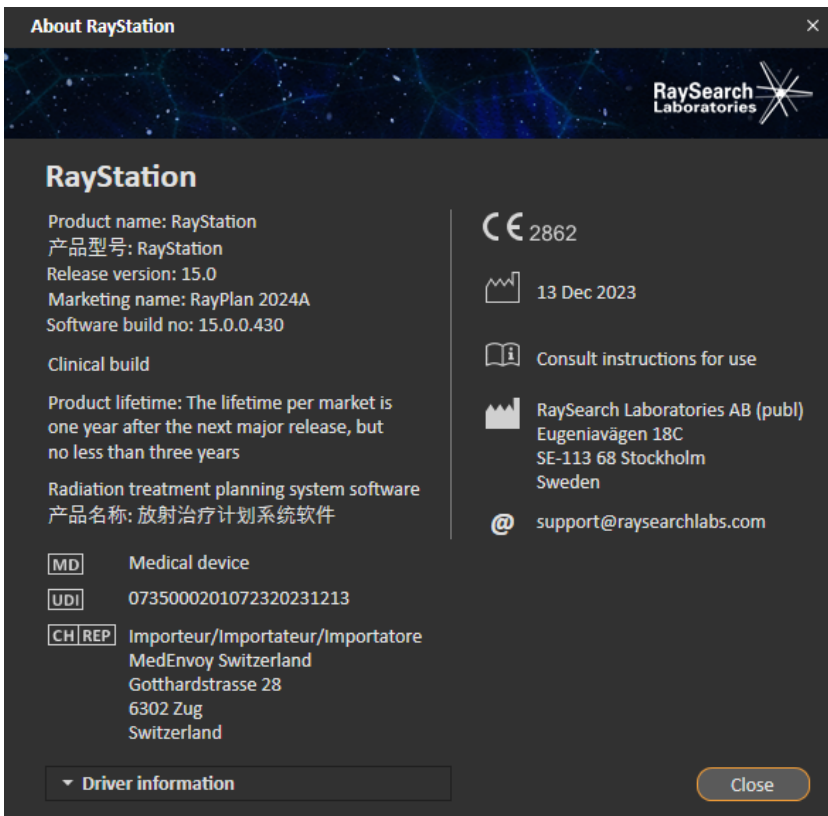 About RayStation
RaySearch
Laboratories
RayStation
Product name: RayStation
产品型号: RayStation
Release version: 15.0
Marketing name: RayPlan 2024A
Software build no: 15.0.0.430
Clinical build
Product lifetime: The lifetime per market is
one year after the next major release, but
no less than three years
Radiation treatment planning system software
产品名称: 放射治疗计划系统软件
MD Medical device
UDI 0735000201072320231213
CH REP Importeur/Importateur/Importatore
MedEnvoy Switzerland
Gotthardstrasse 28
6302 Zug
Switzerland
CE 2862
13 Dec 2023
i Consult instructions for use
RaySearch Laboratories AB (publ)
Eugeniavägen 18C
SE-113 68 Stockholm
Sweden
@ support@raysearchlabs.com
Driver information
Close